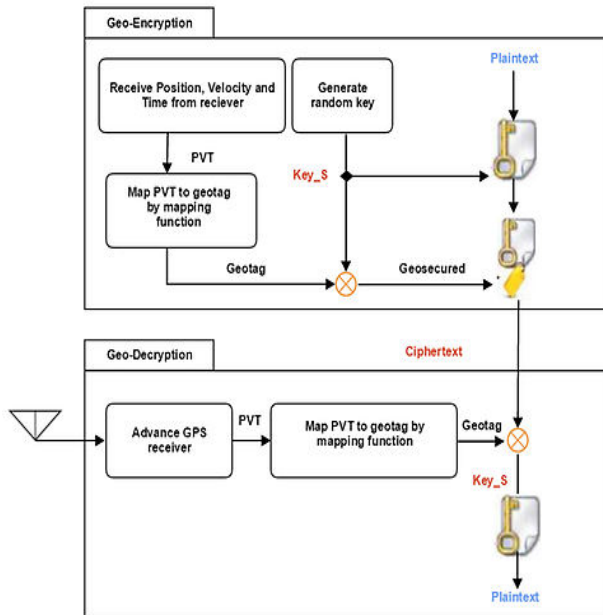 Geo-Encryption
Receive Position, Velocity and
Time from reciever
Generate
random key
Plaintext
PVT
Key_S
Map PVT to geotag
by mapping
function
Geotag
Geosecured
Geo-Decryption
Ciphertext
Advance GPS
receiver
PVT
Map PVT to geotag by
mapping function
Geotag
Key_S
Plaintext